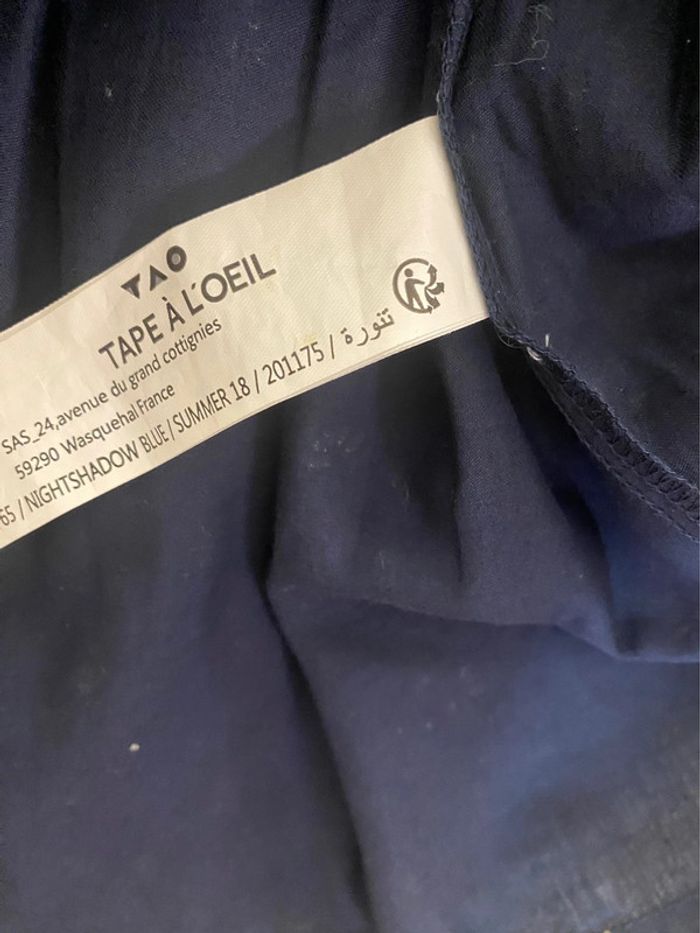 TAO
TAPE À L'OEIL
SAS_24,avenue du grand cottignies
59290 Wasquehal France
65 / NIGHTSHADOW BLUE / SUMMER 18 / 201175 / تنورة